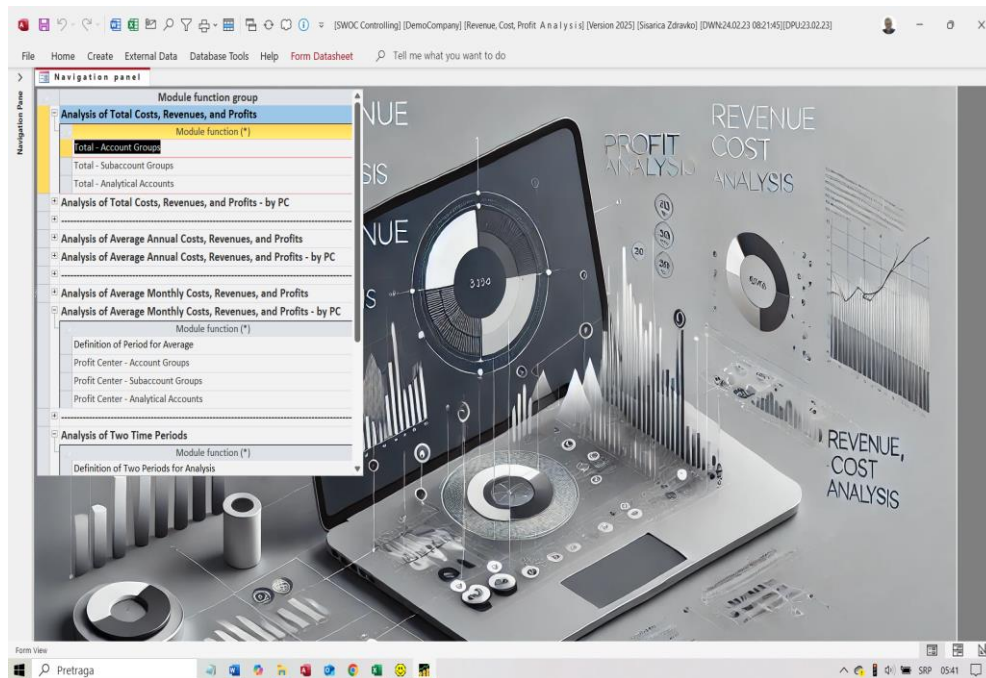 [SWOC Controlling] [DemoCompany] [Revenue, Cost, Profit A n a l y s i s] [Version 2025] [Sisarica Zdravko] [DWN:24.02.23 08:21:45][DPU:23.02.23]
File Home Create External Data Database Tools Help Form Datasheet Tell me what you want to do
Navigation panel
Navigation Pane
Module function group
Analysis of Total Costs, Revenues, and Profits
Module function (*)
Total - Account Groups
Total - Subaccount Groups
Total - Analytical Accounts
Analysis of Total Costs, Revenues, and Profits - by PC
Analysis of Average Annual Costs, Revenues, and Profits
Analysis of Average Annual Costs, Revenues, and Profits - by PC
Analysis of Average Monthly Costs, Revenues, and Profits
Analysis of Average Monthly Costs, Revenues, and Profits - by PC
Module function (*)
Definition of Period for Average
Profit Center - Account Groups
Profit Center - Subaccount Groups
Profit Center - Analytical Accounts
Analysis of Two Time Periods
Module function (*)
Definition of Two Periods for Analysis
NUE
SIS
NUE
S
PROFIT
ANALYSIS
REVENUE
COST
ANALYSIS
REVENUE,
COST
ANALYSIS
Form View
Pretraga
SRP 05:41